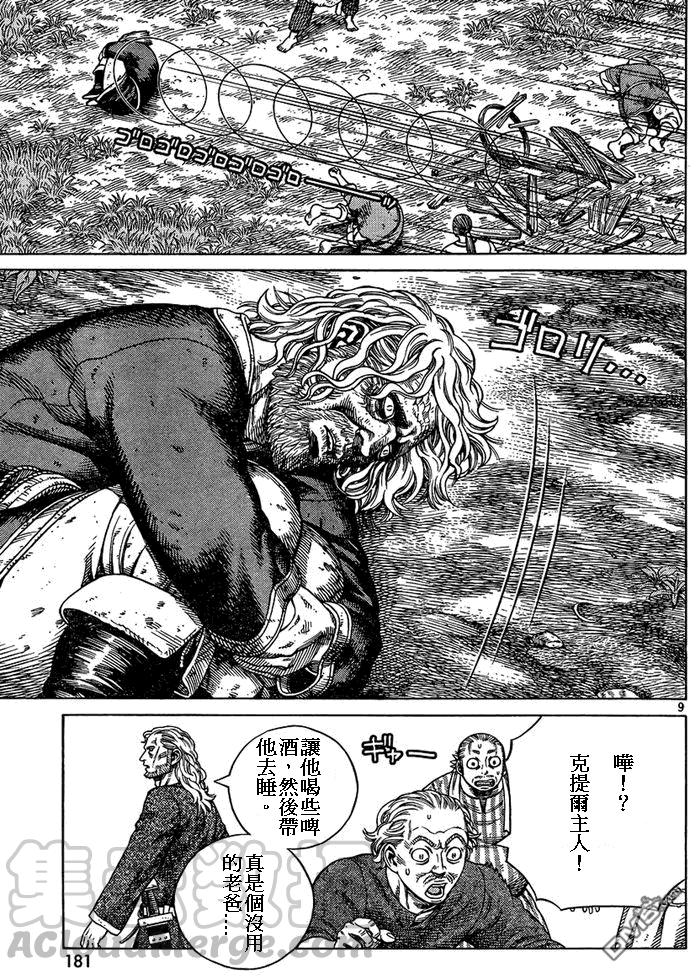 ゴロゴロゴロゴロゴロ
ゴロリ…
9
嘩!?
克提爾主人!
ギャー
讓他喝些啤
酒,然後帶
他去睡。
真是個沒用
的老爸……
181
ACloudMerge.com